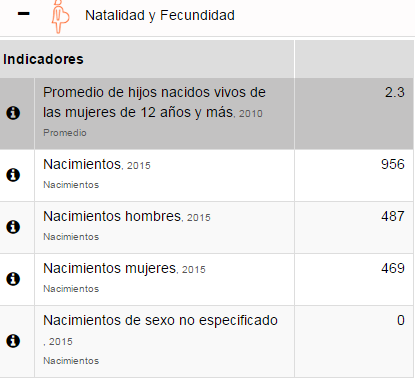 Natalidad y Fecundidad
Indicadores
Promedio de hijos nacidos vivos de
las mujeres de 12 años y más, 2010
2.3
Promedio
Nacimientos, 2015
956
Nacimientos
Nacimientos hombres, 2015
487
Nacimientos
Nacimientos mujeres, 2015
469
Nacimientos
Nacimientos de sexo no especificado
, 2015
0
Nacimientos